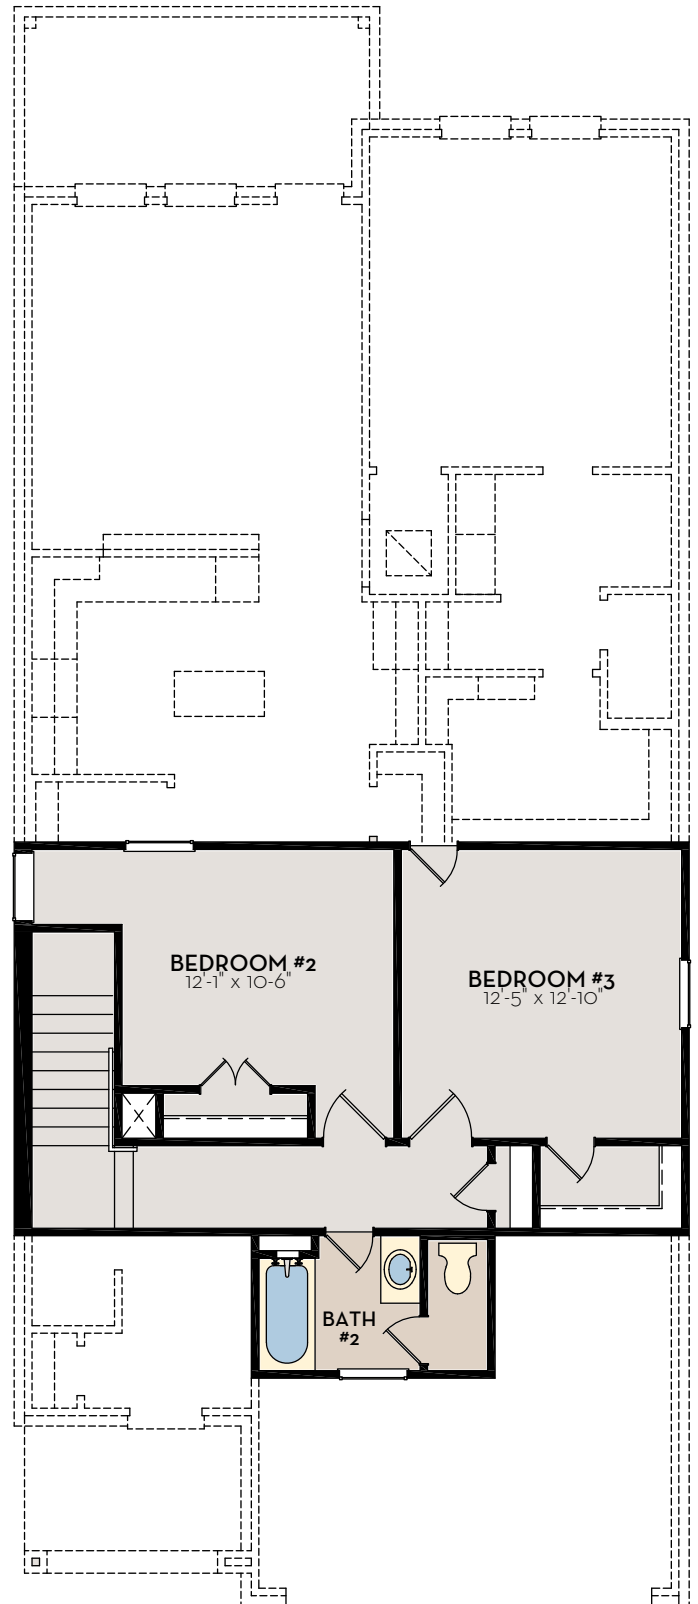 BEDROOM #2
12'-1" x 10-6"
BEDROOM #3
12'-5" x 12'-10"
BATH
#2